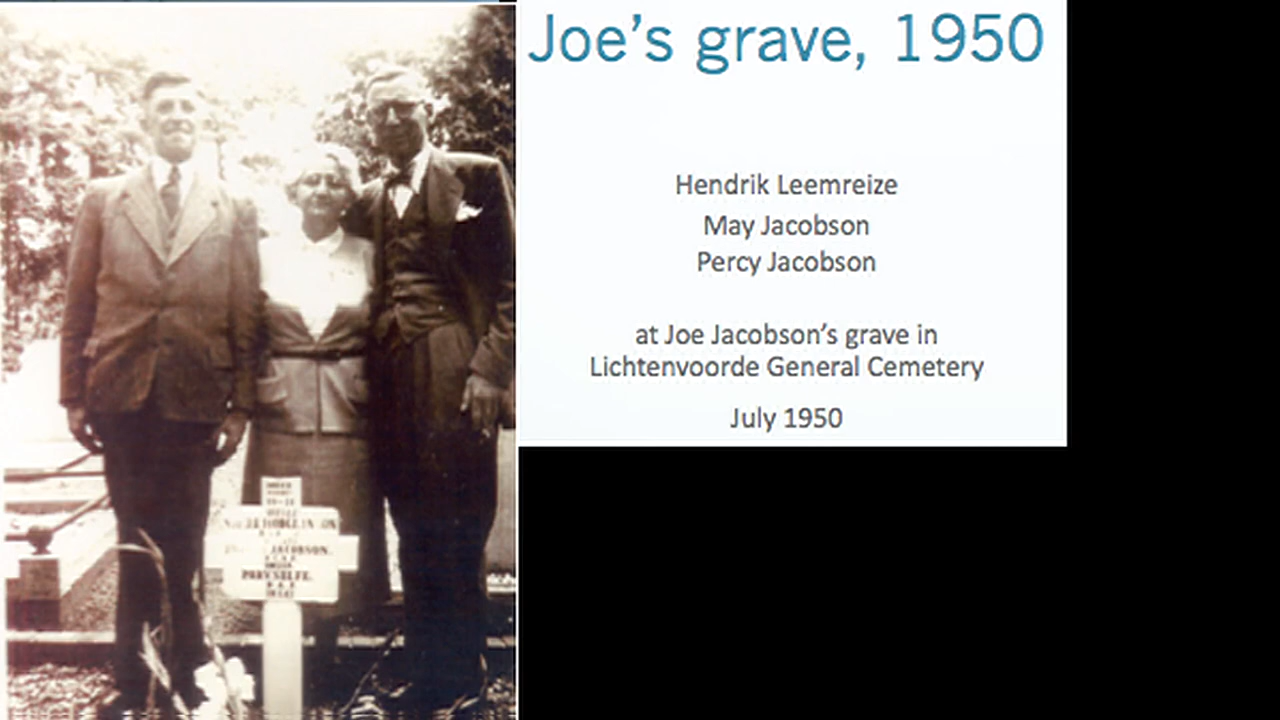 Joe's grave, 1950
Hendrik Leemreize
May Jacobson
Percy Jacobson
at Joe Jacobson's grave in
Lichtenvoorde General Cemetery
July 1950
JACOBSON.